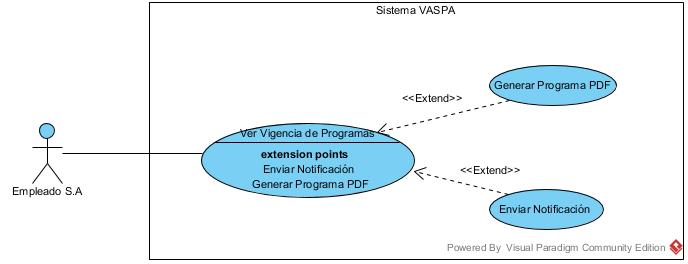 Sistema VASPA
Generar Programa PDF
<<Extend>>
Ver Vigencia de Programas
extension points
Enviar Notificación
Generar Programa PDF
<<Extend>>
Empleado S.A
Enviar Notificación
Powered By Visual Paradigm Community Edition